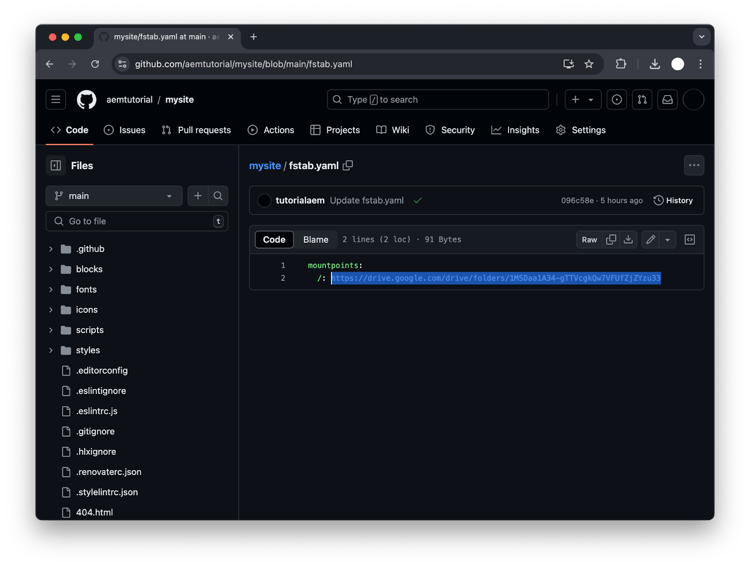 mysite/fstab.yaml at main · ae
github.com/aemtutorial/mysite/blob/main/fstab.yaml
aemtutorial / mysite
Type / to search
Code Issues Pull requests Actions Projects Wiki Security Insights Settings
Files
mysite / fstab.yaml
main
tutorialaem Update fstab.yaml 096c58e · 5 hours ago History
Go to file t
Code Blame 2 lines (2 loc) · 91 Bytes Raw
.github
1 mountpoints:
blocks
2 /: https://drive.google.com/drive/folders/1MSDaa1A34-gTTVcgkQw7VFUfZjZYzu33
fonts
icons
scripts
styles
.editorconfig
.eslintignore
.eslintrc.js
.gitignore
.hlxignore
.renovaterc.json
.stylelintrc.json
404.html